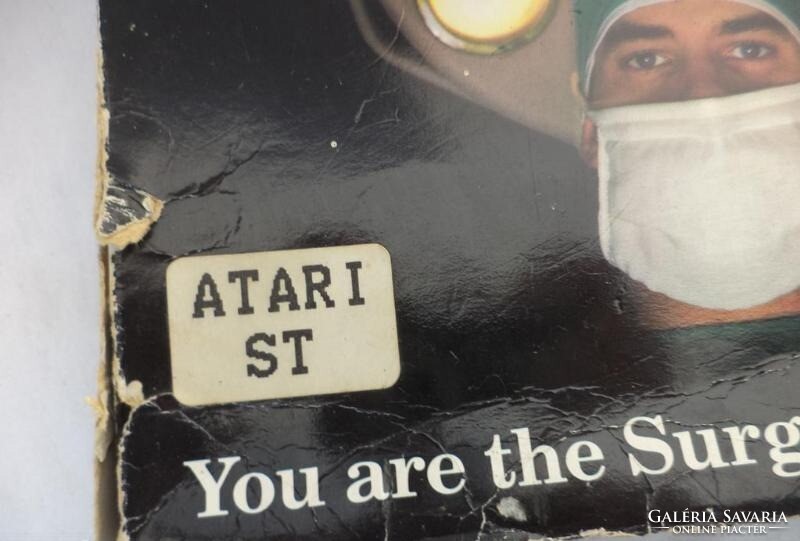 ATARI
ST
You are the Surg
GALÉRIA SAVARIA
ONLINE PIACTÉR